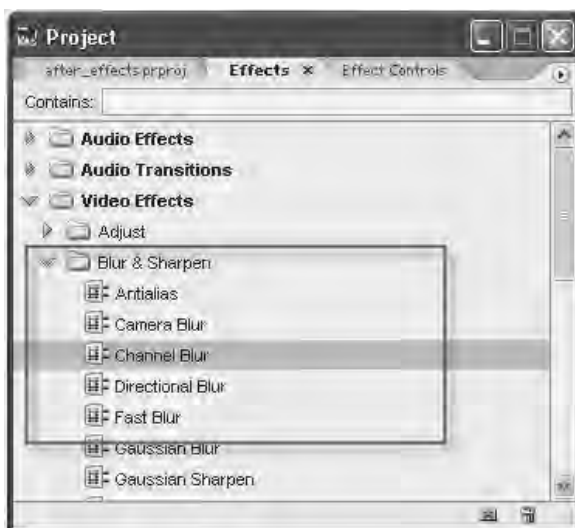 Project
after_effects.prproj Effects × Effect Controls
Contains:
Audio Effects
Audio Transitions
Video Effects
Adjust
Blur & Sharpen
Antialias
Camera Blur
Channel Blur
Directional Blur
Fast Blur
Gaussian Blur
Gaussian Sharpen